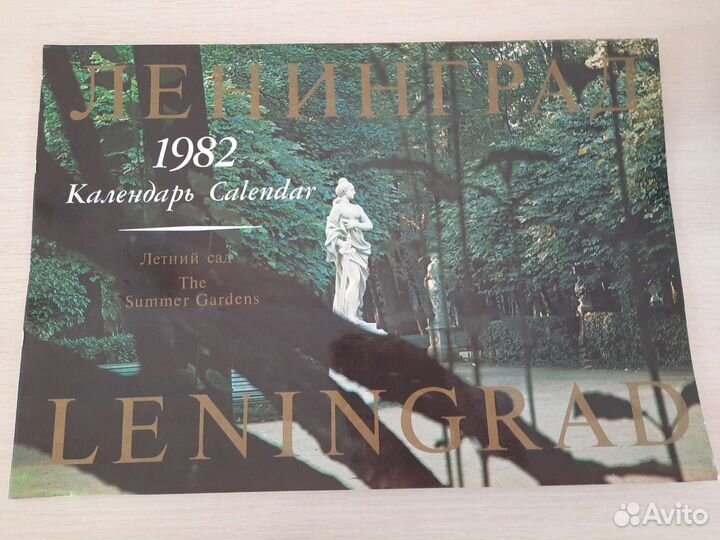 ЛЕНИНГРАД
1982
Календарь Calendar
Летний сад
The
Summer Gardens
LENINGRAD
Avito